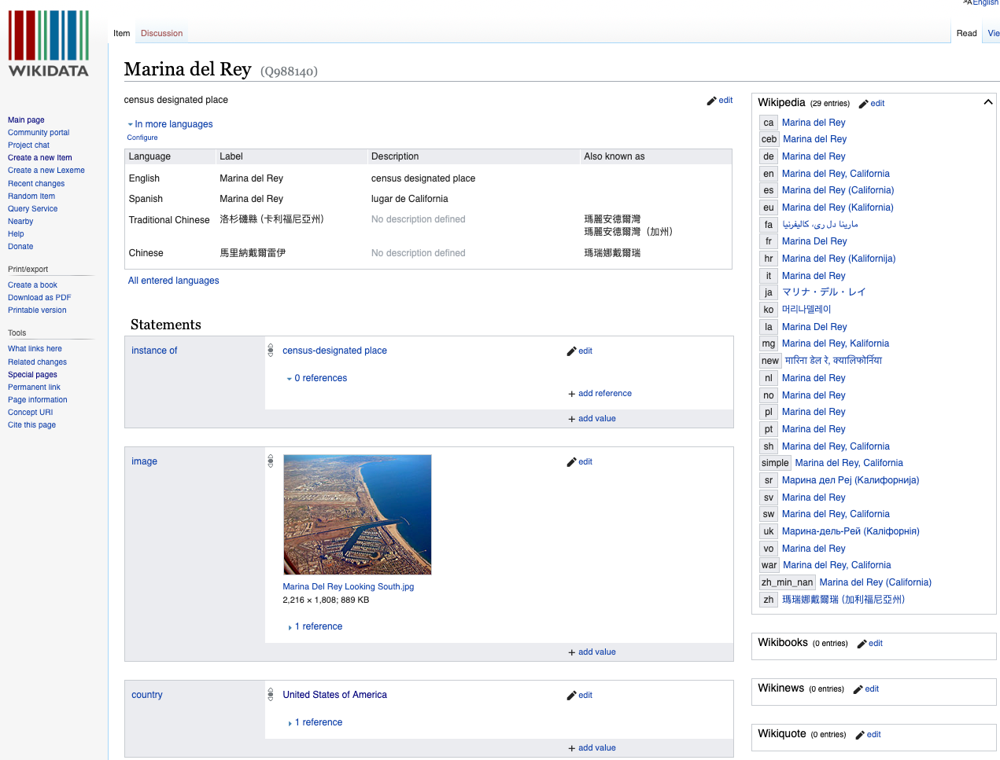 English
WIKIDATA
Main page
Community portal
Project chat
Create a new Item
Create a new Lexeme
Recent changes
Random Item
Query Service
Nearby
Help
Donate
Print/export
Create a book
Download as PDF
Printable version
Tools
What links here
Related changes
Special pages
Permanent link
Page information
Concept URI
Cite this page
Item Discussion
Read Vie
Marina del Rey (Q988140)
census designated place
edit
In more languages
Configure
Language Label Description Also known as
English Marina del Rey census designated place
Spanish Marina del Rey lugar de California
Traditional Chinese 洛杉磯縣 (卡利福尼亞州) No description defined 瑪麗安德爾灣
瑪麗安德爾灣（加州）
Chinese 馬里納戴爾雷伊 No description defined 瑪瑞娜戴爾瑞
All entered languages
Statements
instance of
census-designated place
edit
0 references
+ add reference
+ add value
image
edit
Marina Del Rey Looking South.jpg
2,216 × 1,808; 889 KB
1 reference
+ add value
country
United States of America
edit
1 reference
+ add value
Wikipedia (29 entries) edit
ca Marina del Rey
ceb Marina del Rey
de Marina del Rey
en Marina del Rey, California
es Marina del Rey (California)
eu Marina del Rey (Kalifornia)
fa مارینا دل ری، کالیفرنیا
fr Marina Del Rey
hr Marina del Rey (Kalifornija)
it Marina del Rey
ja マリナ・デル・レイ
ko 머리나델레이
la Marina Del Rey
mg Marina del Rey, Kalifornia
new मारिना डेल रे, क्यालिफोर्निया
nl Marina del Rey
no Marina del Rey
pl Marina del Rey
pt Marina del Rey
sh Marina del Rey, California
simple Marina del Rey, California
sr Марина дел Реј (Калифорнија)
sv Marina del Rey
sw Marina del Rey, California
uk Марина-дель-Рей (Каліфорнія)
vo Marina del Rey
war Marina del Rey, California
zh_min_nan Marina del Rey (California)
zh 瑪瑞娜戴爾瑞 (加利福尼亞州)
Wikibooks (0 entries) edit
Wikinews (0 entries) edit
Wikiquote (0 entries) edit